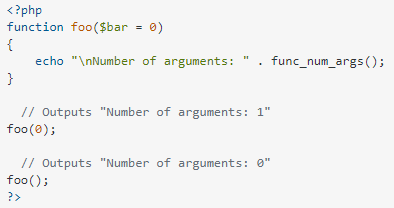 <?php
function foo($bar = 0)
{
    echo "\nNumber of arguments: " . func_num_args();
}

  // Outputs "Number of arguments: 1"
foo(0);

  // Outputs "Number of arguments: 0"
foo();
?>